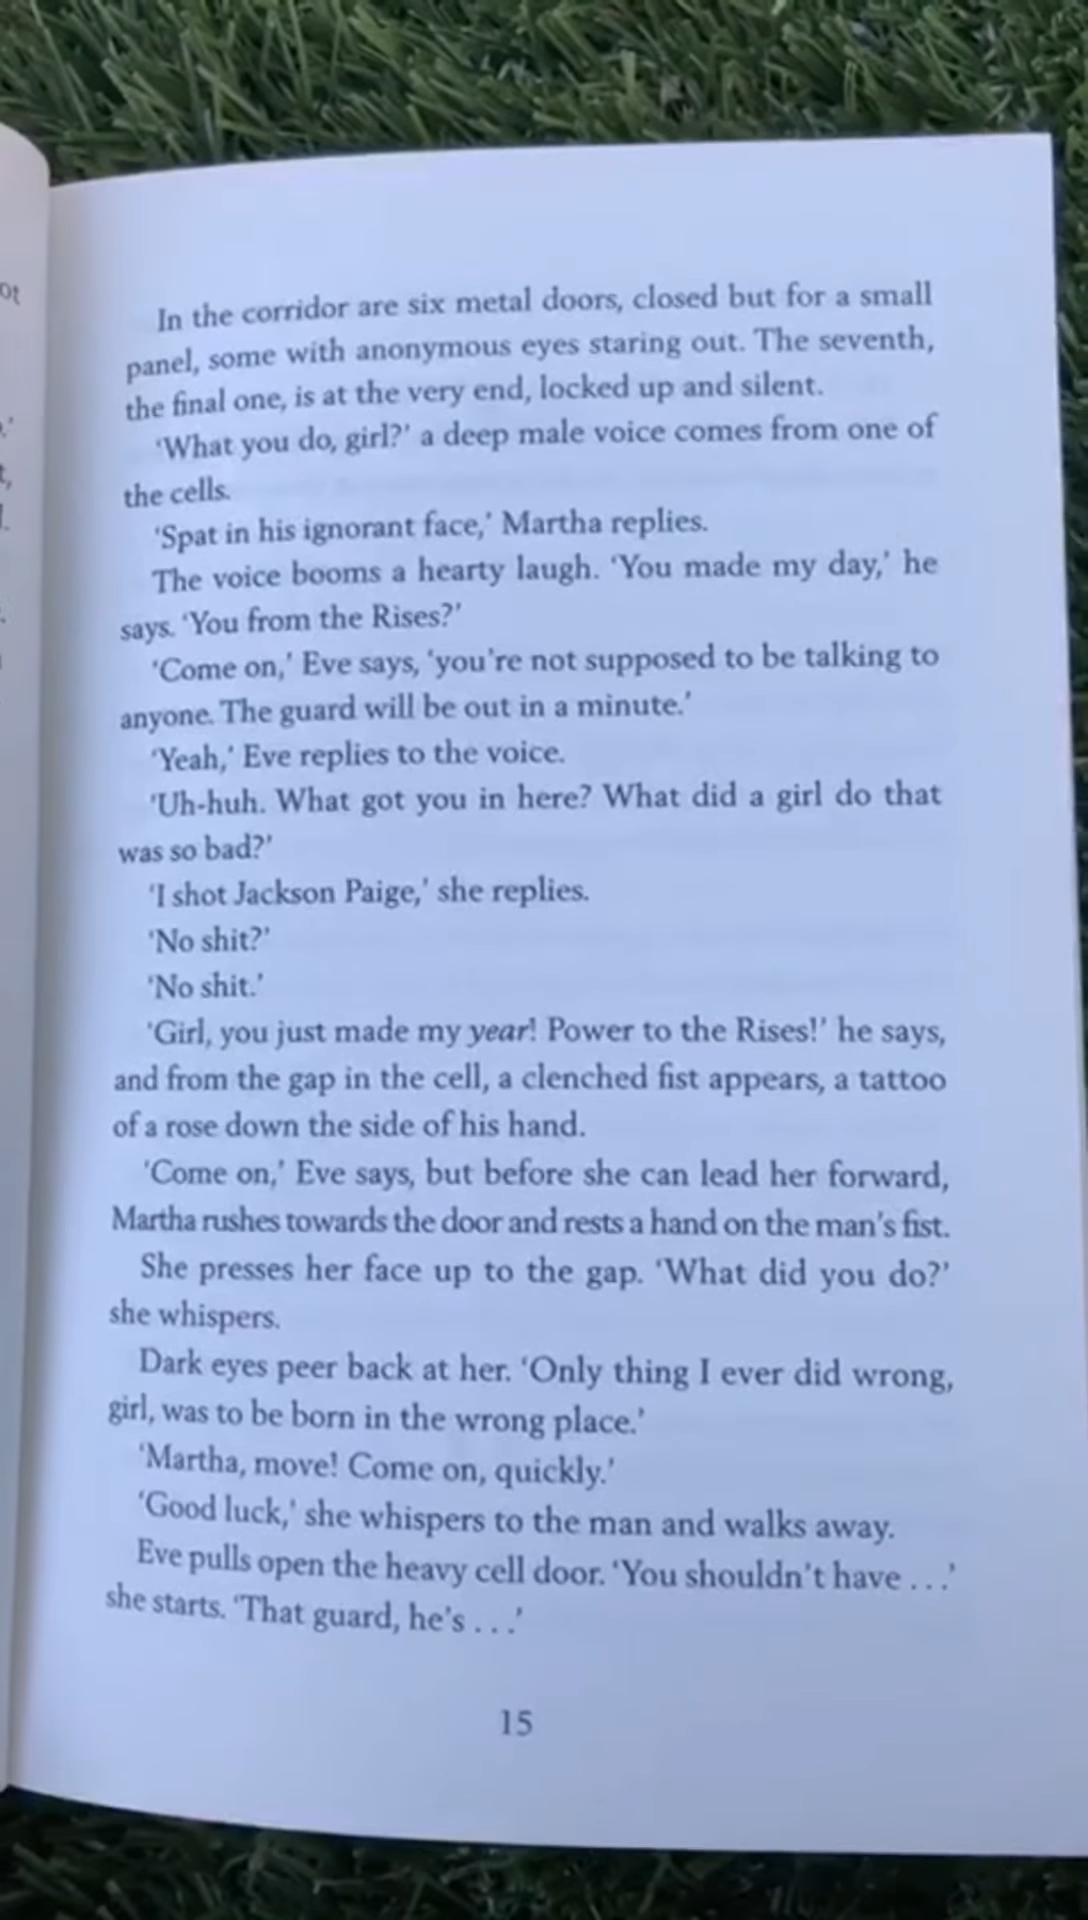 ot
.'
t,
In the corridor are six metal doors, closed but for a small
panel, some with anonymous eyes staring out. The seventh,
the final one, is at the very end, locked up and silent.
‘What you do, girl?’ a deep male voice comes from one of
the cells.
‘Spat in his ignorant face,’ Martha replies.
The voice booms a hearty laugh. ‘You made my day,’ he
says. ‘You from the Rises?’
‘Come on,’ Eve says, ‘you’re not supposed to be talking to
anyone. The guard will be out in a minute.’
‘Yeah,’ Eve replies to the voice.
‘Uh-huh. What got you in here? What did a girl do that
was so bad?’
‘I shot Jackson Paige,’ she replies.
‘No shit?’
‘No shit.’
‘Girl, you just made my year! Power to the Rises!’ he says,
and from the gap in the cell, a clenched fist appears, a tattoo
of a rose down the side of his hand.
‘Come on,’ Eve says, but before she can lead her forward,
Martha rushes towards the door and rests a hand on the man’s fist.
She presses her face up to the gap. ‘What did you do?’
she whispers.
Dark eyes peer back at her. ‘Only thing I ever did wrong,
girl, was to be born in the wrong place.’
‘Martha, move! Come on, quickly.’
‘Good luck,’ she whispers to the man and walks away.
Eve pulls open the heavy cell door. ‘You shouldn’t have . . .’
she starts. ‘That guard, he’s . . .’
15